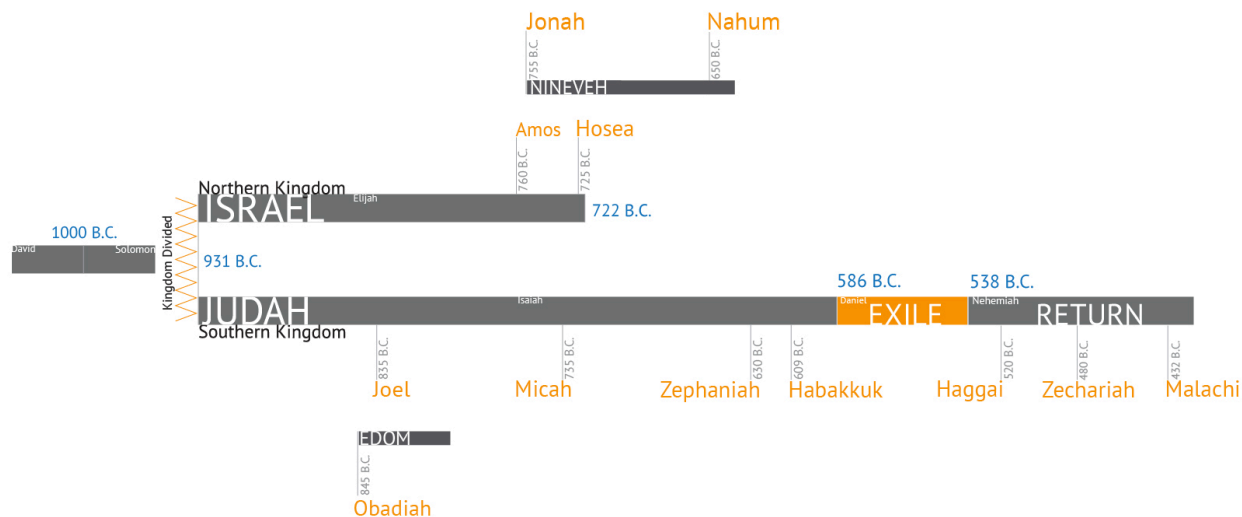 Jonah
Nahum
755 B.C.
650 B.C.
NINEVEH
Amos
Hosea
760 B.C.
725 B.C.
Northern Kingdom
ISRAEL
Elijah
722 B.C.
1000 B.C.
David
Solomon
Kingdom Divided
931 B.C.
586 B.C.
538 B.C.
JUDAH
Isaiah
Daniel
EXILE
Nehemiah
RETURN
Southern Kingdom
835 B.C.
735 B.C.
630 B.C.
609 B.C.
520 B.C.
480 B.C.
432 B.C.
Joel
Micah
Zephaniah
Habakkuk
Haggai
Zechariah
Malachi
EDOM
845 B.C.
Obadiah